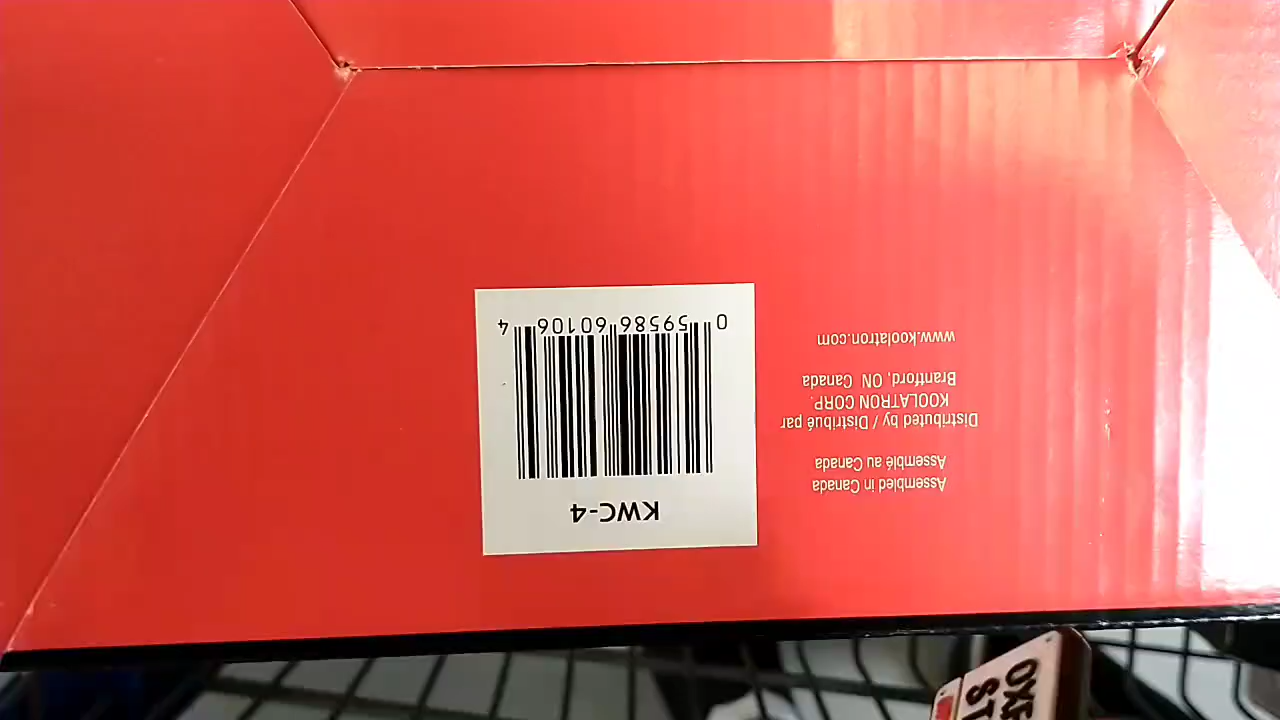 KWC-4
0 59586 60106 4
Assembled in Canada
Assemblé au Canada
Distributed by / Distribué par
KOOLATRON CORP.
Brantford, ON Canada
www.koolatron.com